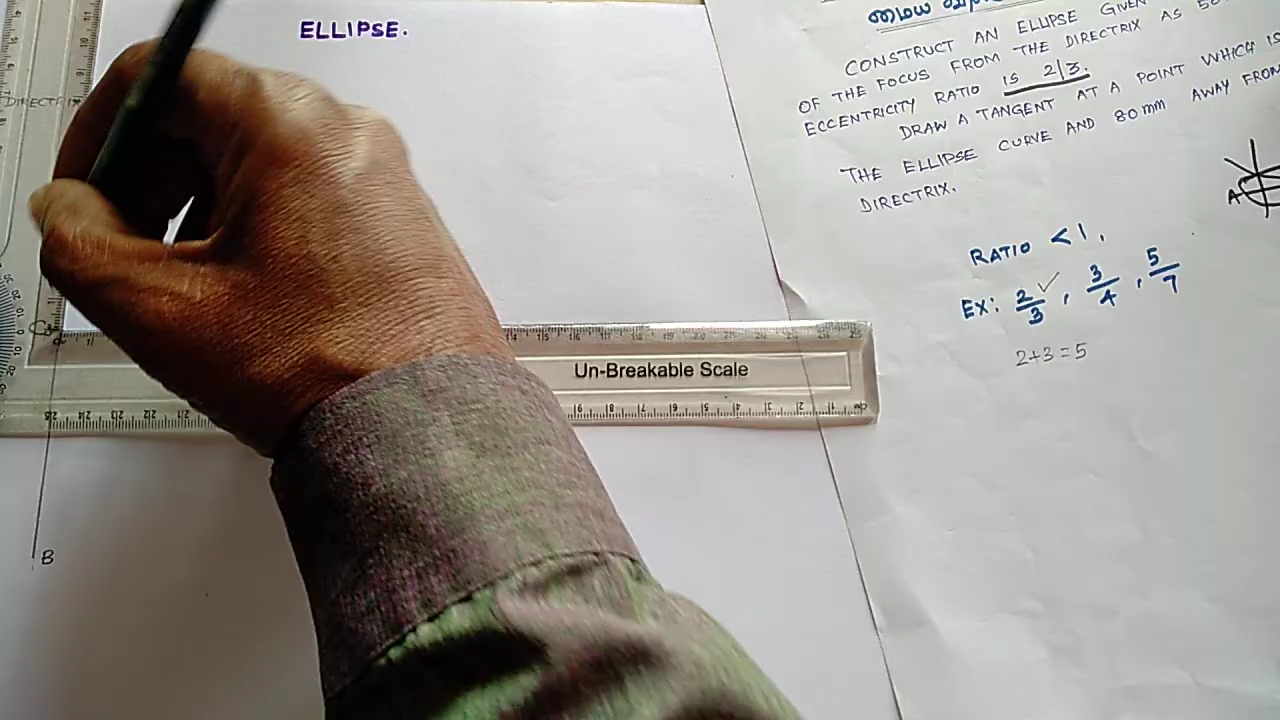 ELLIPSE.
DIRECTRIX
C
B
Un-Breakable Scale
மைய
CONSTRUCT AN ELLIPSE GIVEN
OF THE FOCUS FROM THE DIRECTRIX AS 50
ECCENTRICITY RATIO IS 2/3.
DRAW A TANGENT AT A POINT WHICH IS
THE ELLIPSE CURVE AND 80mm AWAY FROM
DIRECTRIX.
A
RATIO < 1.
EX: 2/3 ✓, 3/4, 5/7
2+3=5